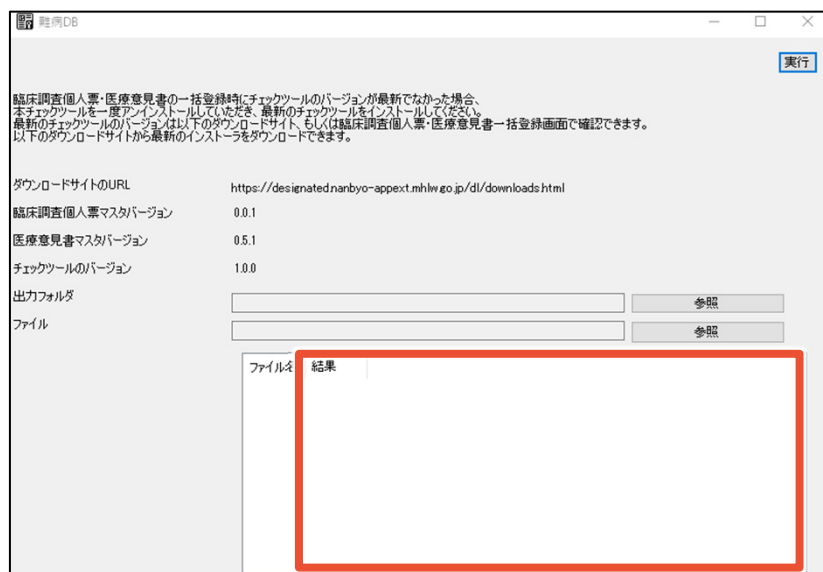 難病DB
実行
臨床調査個人票・医療意見書の一括登録時にチェックツールのバージョンが最新でなかった場合、
本チェックツールを一度アンインストールしていただき、最新のチェックツールをインストールしてください。
最新のチェックツールのバージョンは以下のダウンロードサイト、もしくは臨床調査個人票・医療意見書一括登録画面で確認できます。
以下のダウンロードサイトから最新のインストーラをダウンロードできます。
ダウンロードサイトのURL https://designated.nanbyo-appext.mhlw.go.jp/dl/downloads.html
臨床調査個人票マスタバージョン 0.0.1
医療意見書マスタバージョン 0.5.1
チェックツールのバージョン 1.0.0
出力フォルダ 参照
ファイル 参照
ファイル名 結果